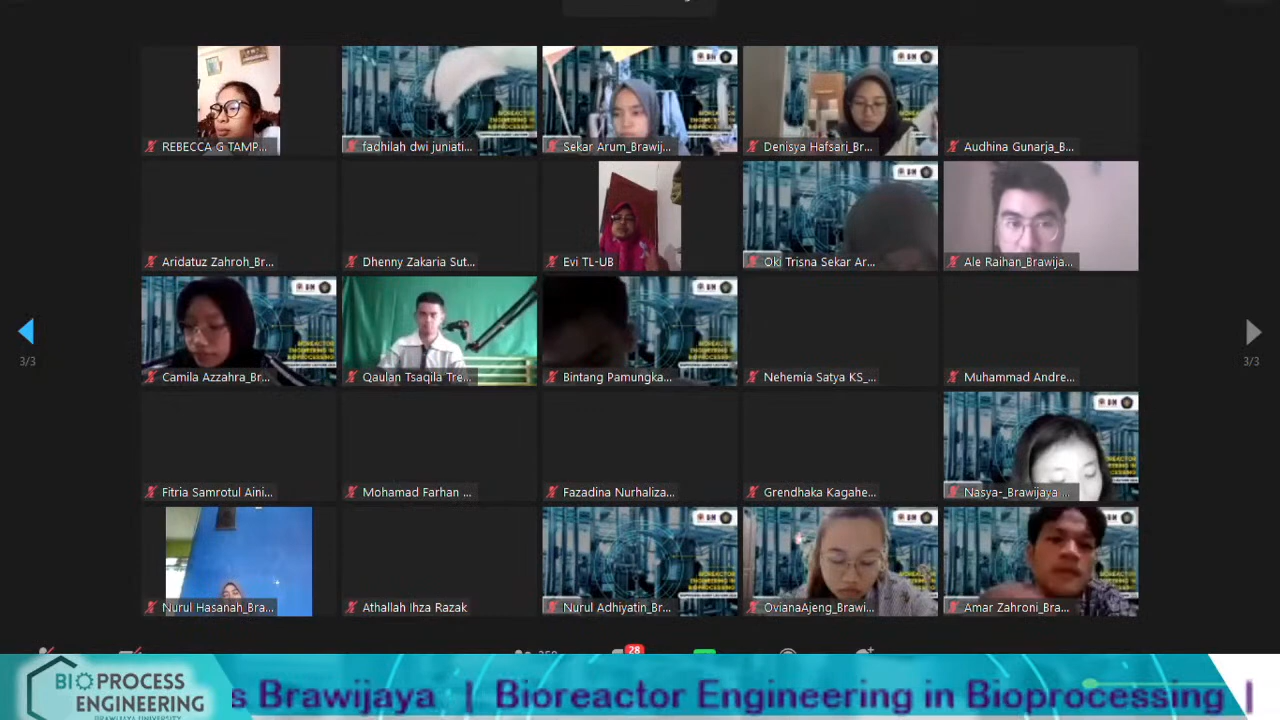 REBECCA G TAMP...
fadhilah dwi juniati...
Sekar Arum_Brawij...
Denisya Hafsari_Br...
Audhina Gunarja_B...
Aridatuz Zahroh_Br...
Dhenny Zakaria Sut...
Evi TL-UB
Oki Trisna Sekar Ar...
Ale Raihan_Brawija...
Camila Azzahra_Br...
Qaulan Tsaqila Tre...
Bintang Pamungka...
Nehemia Satya KS_...
Muhammad Andre...
Fitria Samrotul Aini...
Mohamad Farhan ...
Fazadina Nurhaliza...
Grendhaka Kagahe...
Nasya-_Brawijaya ...
Nurul Hasanah_Bra...
Athallah Ihza Razak
Nurul Adhiyatin_Br...
OvianaAjeng_Brawi...
Amar Zahroni_Bra...
3/3
3/3
28
BIOPROCESS
ENGINEERING
BRAWIJAYA UNIVERSITY
s Brawijaya | Bioreactor Engineering in Bioprocessing |